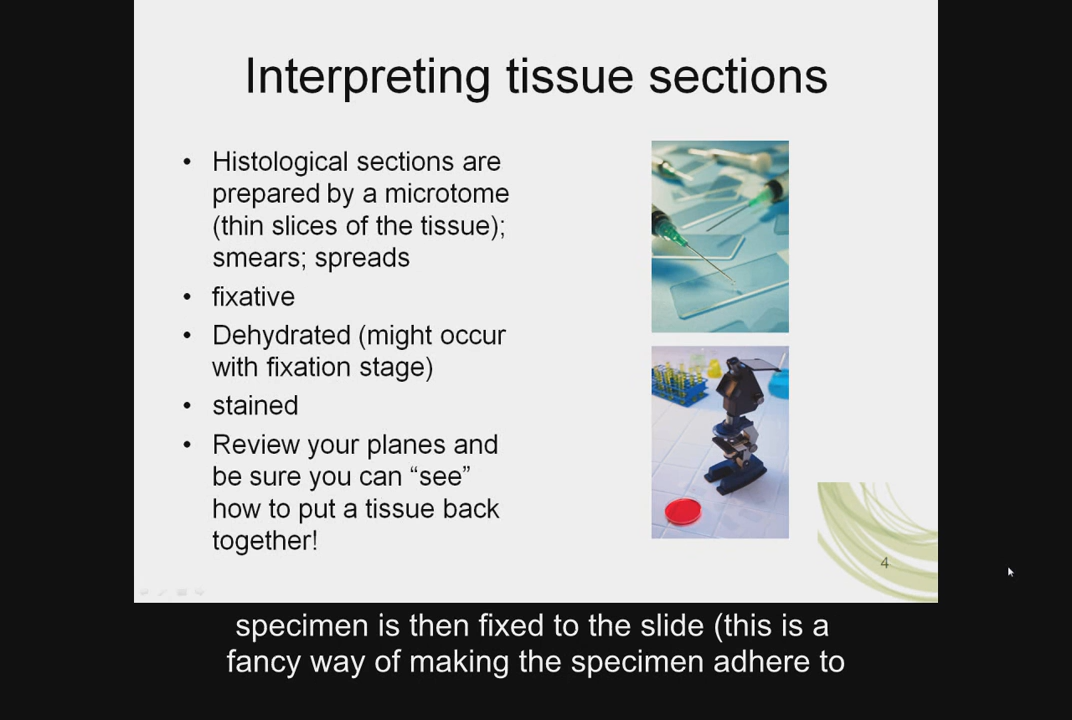 Interpreting tissue sections
• Histological sections are
prepared by a microtome
(thin slices of the tissue);
smears; spreads
• fixative
• Dehydrated (might occur
with fixation stage)
• stained
• Review your planes and
be sure you can “see”
how to put a tissue back
together!
4
specimen is then fixed to the slide (this is a
fancy way of making the specimen adhere to